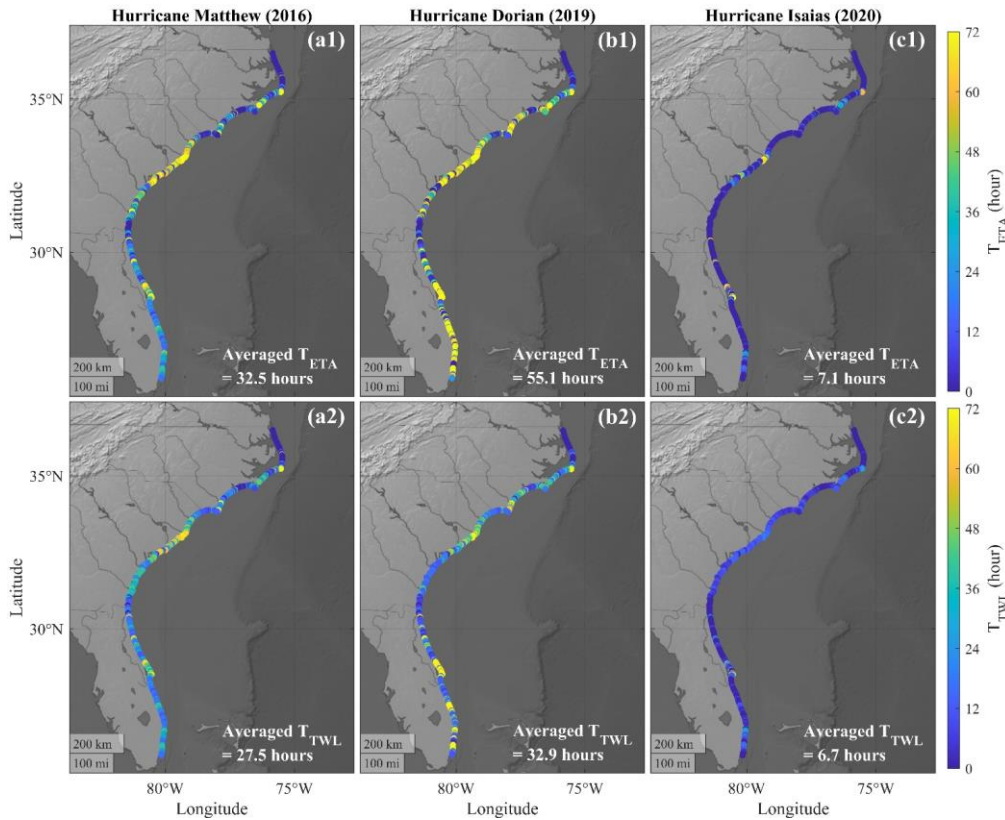 Hurricane Matthew (2016)
Hurricane Dorian (2019)
Hurricane Isaias (2020)
(a1)
(b1)
(c1)
35°N
30°N
Latitude
200 km
100 mi
Averaged T_ETA
= 32.5 hours
200 km
100 mi
Averaged T_ETA
= 55.1 hours
200 km
100 mi
Averaged T_ETA
= 7.1 hours
72
60
48
36
24
12
0
T_ETA (hour)
(a2)
(b2)
(c2)
35°N
30°N
Latitude
200 km
100 mi
Averaged T_TWL
= 27.5 hours
200 km
100 mi
Averaged T_TWL
= 32.9 hours
200 km
100 mi
Averaged T_TWL
= 6.7 hours
72
60
48
36
24
12
0
T_TWL (hour)
80°W 75°W
80°W 75°W
80°W 75°W
Longitude
Longitude
Longitude